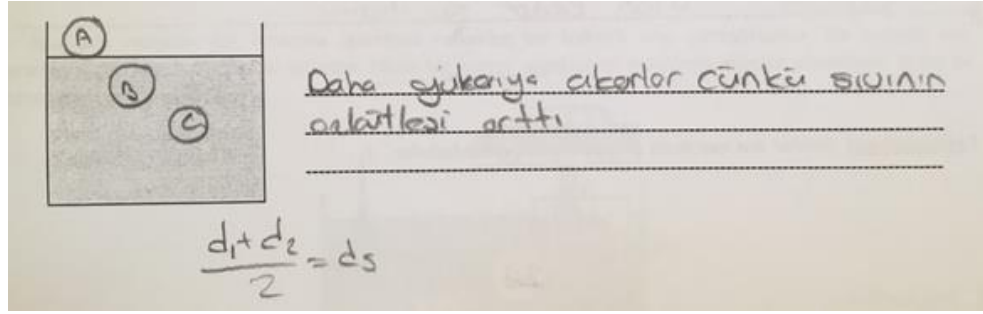 A
B
C
Daha yukarıya çıkarlar çünkü sıvının
özkütlesi arttı
d₁+d₂
2
= ds